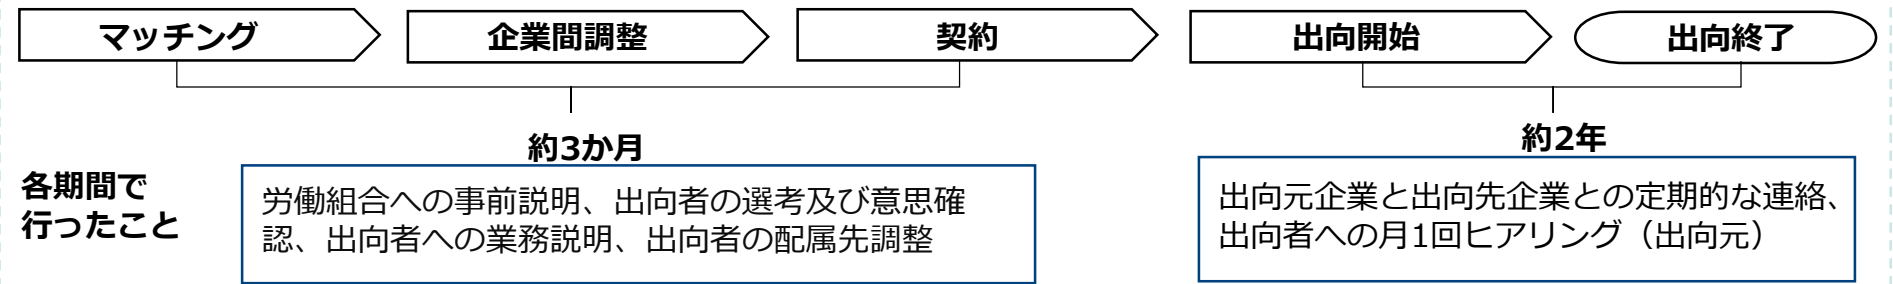 マッチング
企業間調整
契約
出向開始
出向終了
約3か月
約2年
各期間で
行ったこと
労働組合への事前説明、出向者の選考及び意思確
認、出向者への業務説明、出向者の配属先調整
出向元企業と出向先企業との定期的な連絡、
出向者への月1回ヒアリング（出向元）